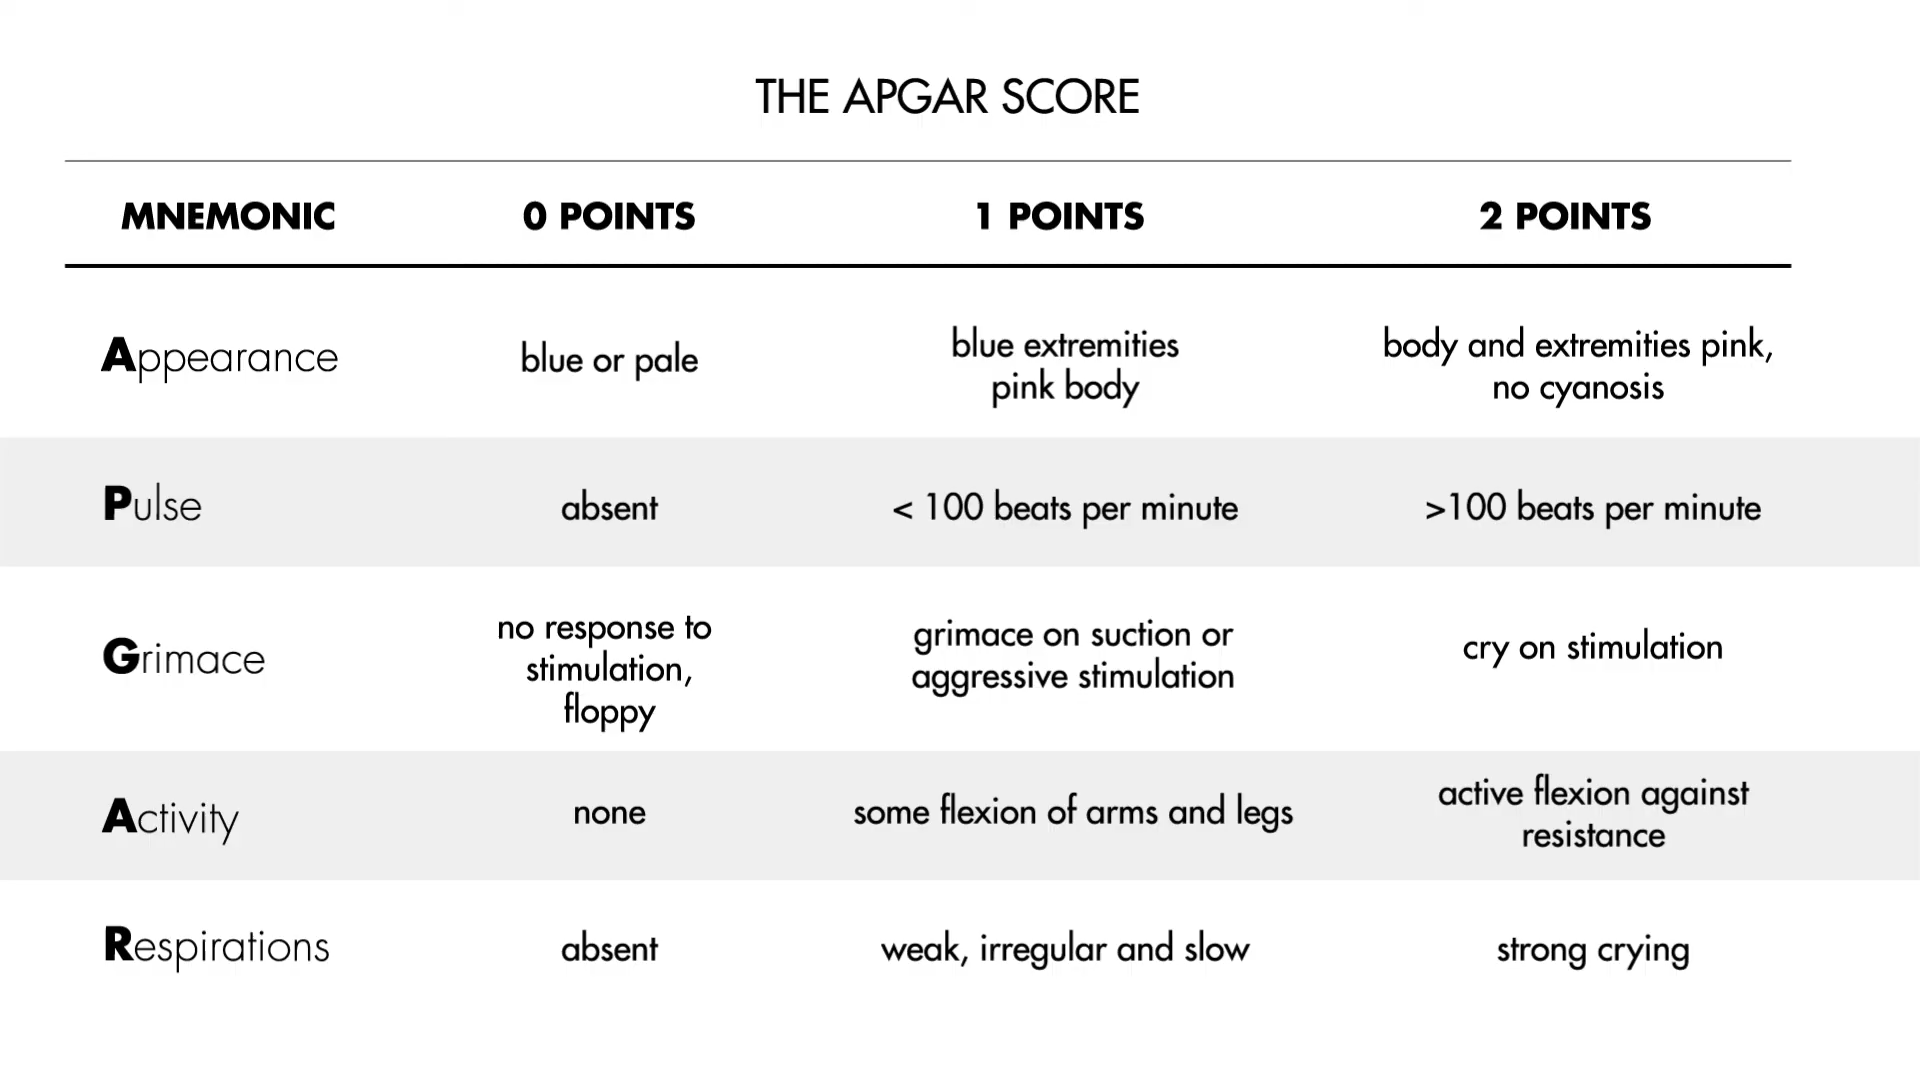 THE APGAR SCORE
MNEMONIC 0 POINTS 1 POINTS 2 POINTS
Appearance
blue or pale
blue extremities
pink body
body and extremities pink,
no cyanosis
Pulse
absent
< 100 beats per minute
>100 beats per minute
Grimace
no response to
stimulation,
floppy
grimace on suction or
aggressive stimulation
cry on stimulation
Activity
none
some flexion of arms and legs
active flexion against
resistance
Respirations
absent
weak, irregular and slow
strong crying